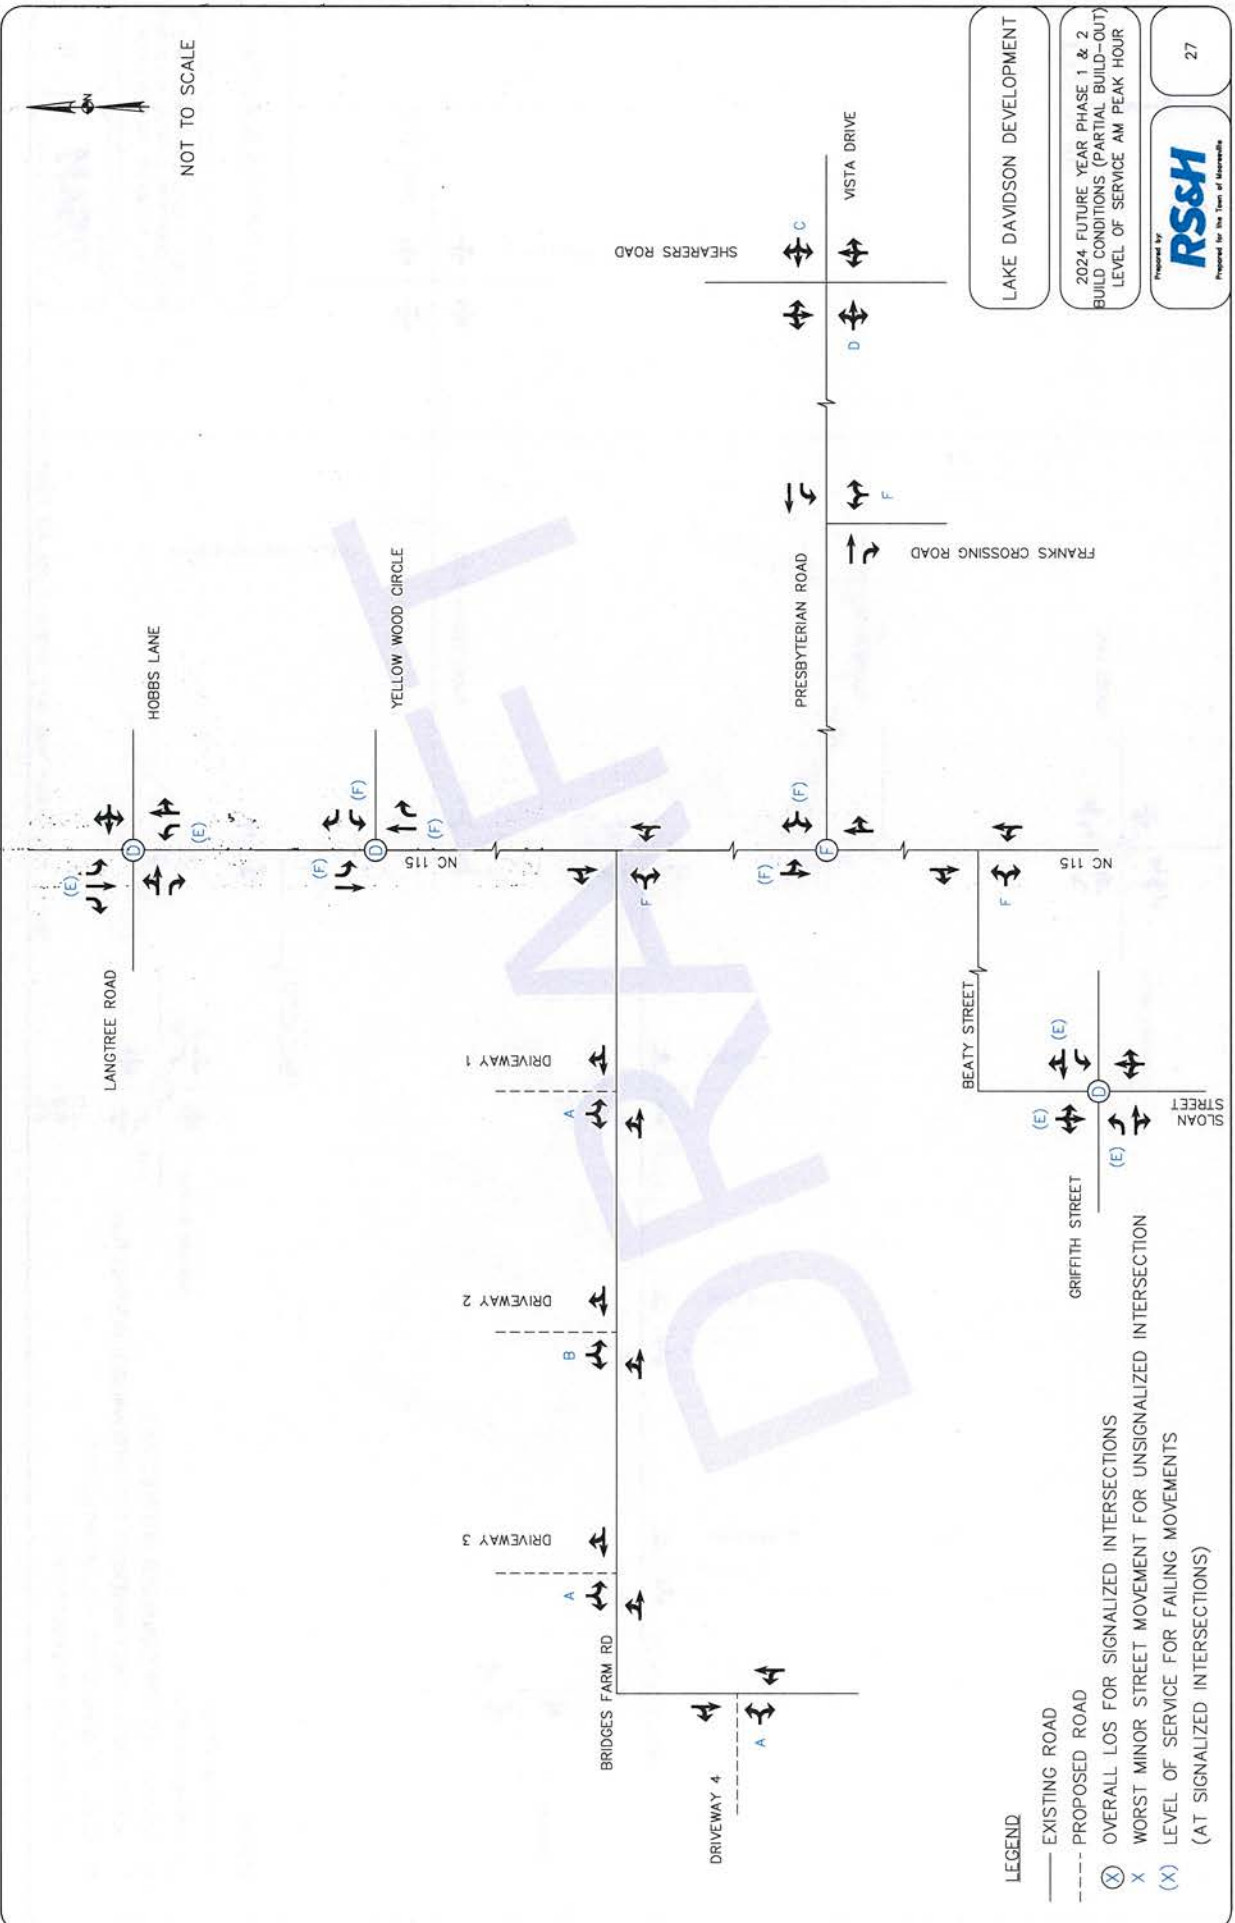 N
NOT TO SCALE
LANGTREE ROAD
(E)
D
HOBBS LANE
(E)
(F)
D
(F)
YELLOW WOOD CIRCLE
(F)
NC 115
DRIVEWAY 3
DRIVEWAY 2
DRIVEWAY 1
A
B
A
BRIDGES FARM RD
F
DRIVEWAY 4
A
(F)
(F)
F
PRESBYTERIAN ROAD
FRANKS CROSSING ROAD
F
SHEARERS ROAD
C
VISTA DRIVE
D
BEATY STREET
F
NC 115
(E)
(E)
GRIFFITH STREET
D
(E)
SLOAN
STREET
DRAFT
LEGEND
EXISTING ROAD
PROPOSED ROAD
X OVERALL LOS FOR SIGNALIZED INTERSECTIONS
X WORST MINOR STREET MOVEMENT FOR UNSIGNALIZED INTERSECTION
(X) LEVEL OF SERVICE FOR FAILING MOVEMENTS
(AT SIGNALIZED INTERSECTIONS)
LAKE DAVIDSON DEVELOPMENT
2024 FUTURE YEAR PHASE 1 & 2
BUILD CONDITIONS (PARTIAL BUILD-OUT)
LEVEL OF SERVICE AM PEAK HOUR
Prepared by:
RS&H
Prepared for the Town of Mooresville
27